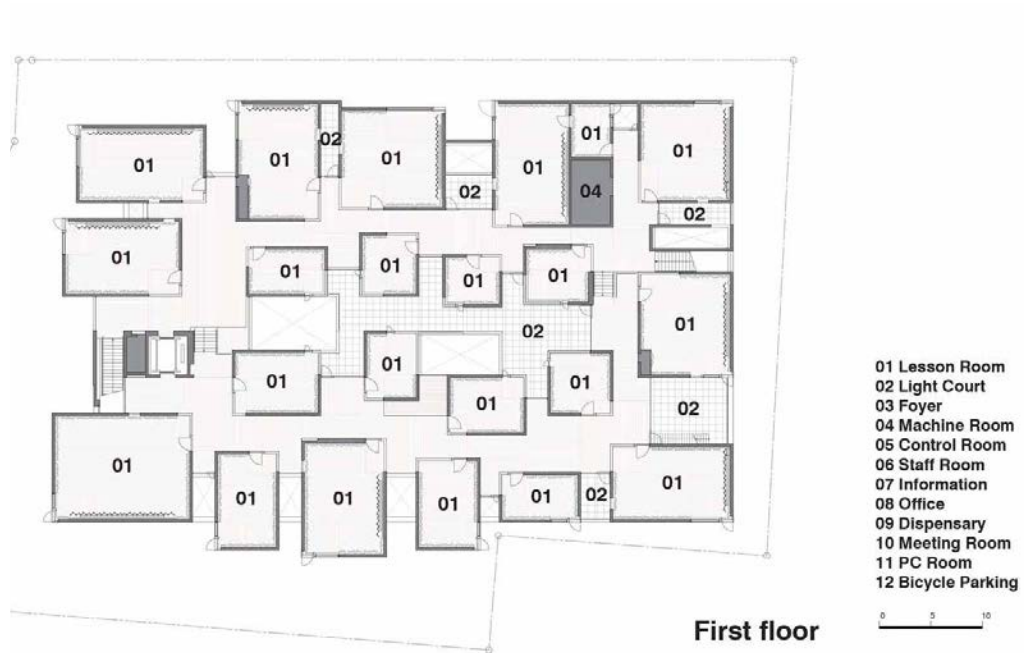 01
01
02
01
01
01
01
02
04
02
01
01
01
01
01
01
02
01
01
01
01
01
02
01
01
01
01
01
02
01
01 Lesson Room
02 Light Court
03 Foyer
04 Machine Room
05 Control Room
06 Staff Room
07 Information
08 Office
09 Dispensary
10 Meeting Room
11 PC Room
12 Bicycle Parking
0 5 10
First floor